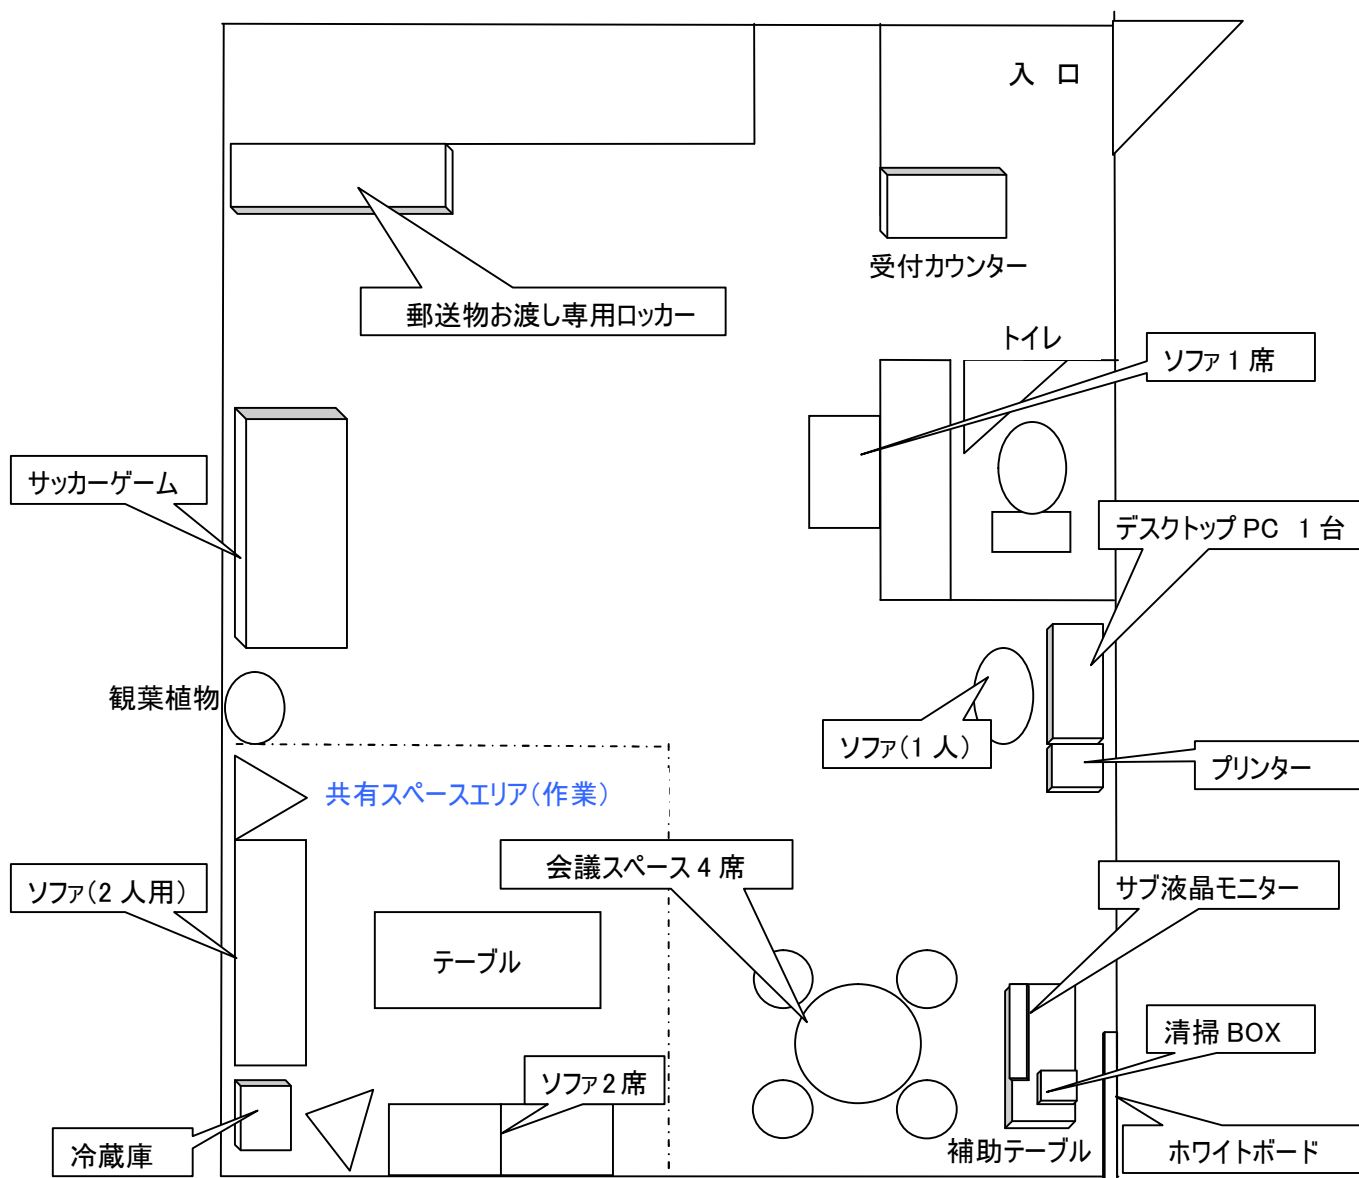 入　口
受付カウンター
郵送物お渡し専用ロッカー
トイレ
ソファ 1 席
サッカーゲーム
デスクトップ PC　1 台
観葉植物
ソファ(1 人)
プリンター
共有スペースエリア(作業)
会議スペース 4 席
ソファ(2 人用)
サブ液晶モニター
テーブル
清掃 BOX
ソファ 2 席
冷蔵庫
補助テーブル
ホワイトボード